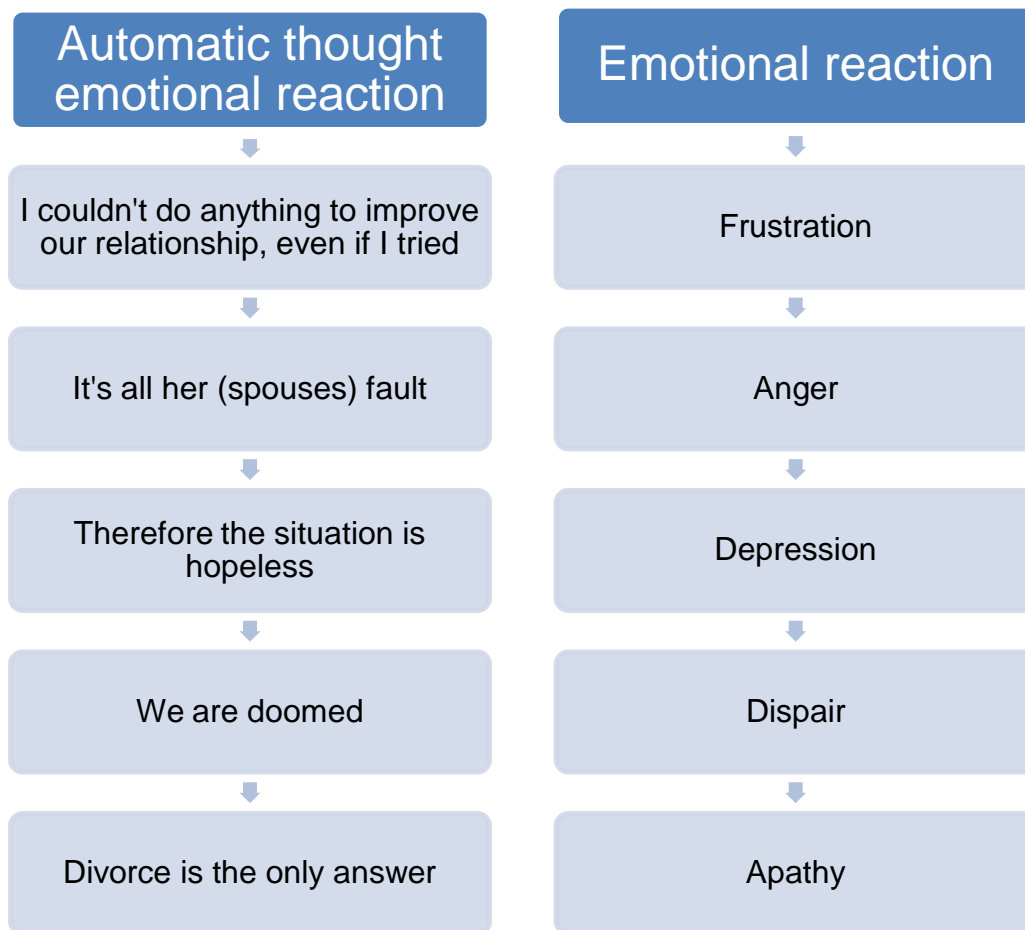 Automatic thought
emotional reaction
I couldn't do anything to improve
our relationship, even if I tried
It's all her (spouses) fault
Therefore the situation is
hopeless
We are doomed
Divorce is the only answer
Emotional reaction
Frustration
Anger
Depression
Dispair
Apathy